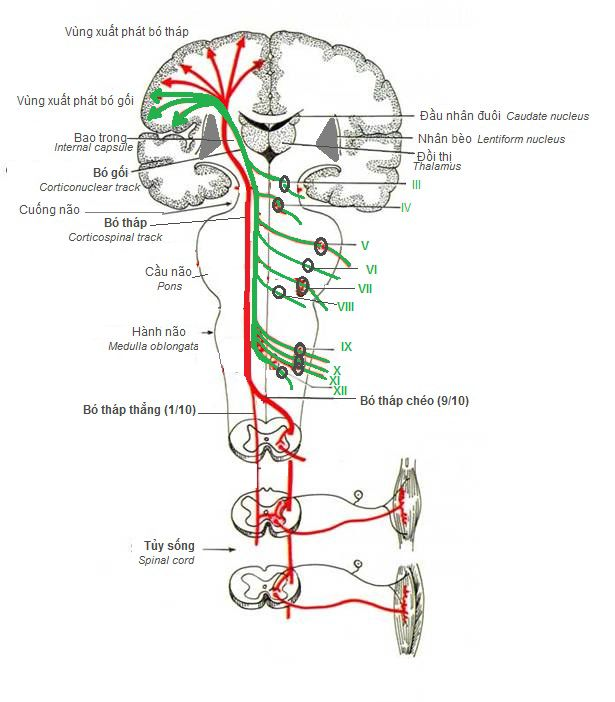 Vùng xuất phát bó tháp
Vùng xuất phát bó gối
Đầu nhân đuôi Caudate nucleus
Bao trong
Internal capsule
Nhân bèo Lentiform nucleus
Đồi thị
Thalamus
Bó gối
Corticonuclear track
III
Cuống não
IV
Bó tháp
Corticospinal track
V
Cầu não
Pons
VI
VII
VIII
Hành não
Medulla oblongata
IX
X
XI
XII
Bó tháp thẳng (1/10)
Bó tháp chéo (9/10)
Tủy sống
Spinal cord